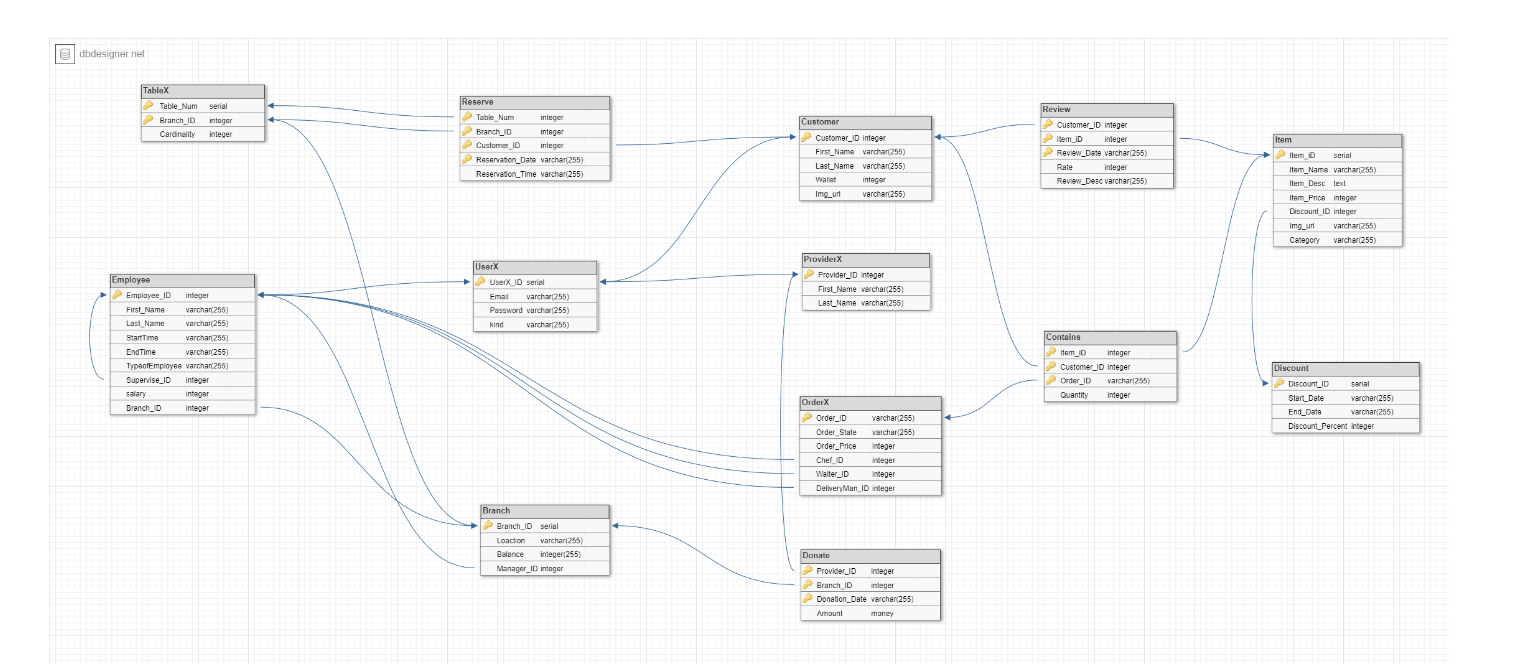 dbdesigner.net
TableX
Table_Num serial
Branch_ID integer
Cardinality integer
Reserve
Table_Num integer
Branch_ID integer
Customer_ID integer
Reservation_Date varchar(255)
Reservation_Time varchar(255)
Customer
Customer_ID integer
First_Name varchar(255)
Last_Name varchar(255)
Wallet integer
Img_url varchar(255)
Review
Customer_ID integer
Item_iD integer
Review_Date varchar(255)
Rate integer
Review_Desc varchar(255)
Item
Item_iD serial
Item_Name varchar(255)
Item_Desc text
Item_Price integer
Discount_ID integer
Img_url varchar(255)
Category varchar(255)
Employee
Employee_ID integer
First_Name varchar(255)
Last_Name varchar(255)
StartTime varchar(255)
EndTime varchar(255)
TypeofEmployee varchar(255)
Supervise_ID integer
salary integer
Branch_ID integer
UserX
UserX_ID serial
Email varchar(255)
Password varchar(255)
kind varchar(255)
ProviderX
Provider_ID integer
First_Name varchar(255)
Last_Name varchar(255)
Contains
Item_iD integer
Customer_ID integer
Order_ID varchar(255)
Quantity integer
Discount
Discount_ID serial
Start_Date varchar(255)
End_Date varchar(255)
Discount_Percent integer
OrderX
Order_ID varchar(255)
Order_State varchar(255)
Order_Price integer
Chef_ID integer
Waiter_ID integer
DeliveryMan_ID integer
Branch
Branch_ID serial
Loaction varchar(255)
Balance integer(255)
Manager_ID integer
Donate
Provider_ID integer
Branch_ID integer
Donation_Date varchar(255)
Amount money